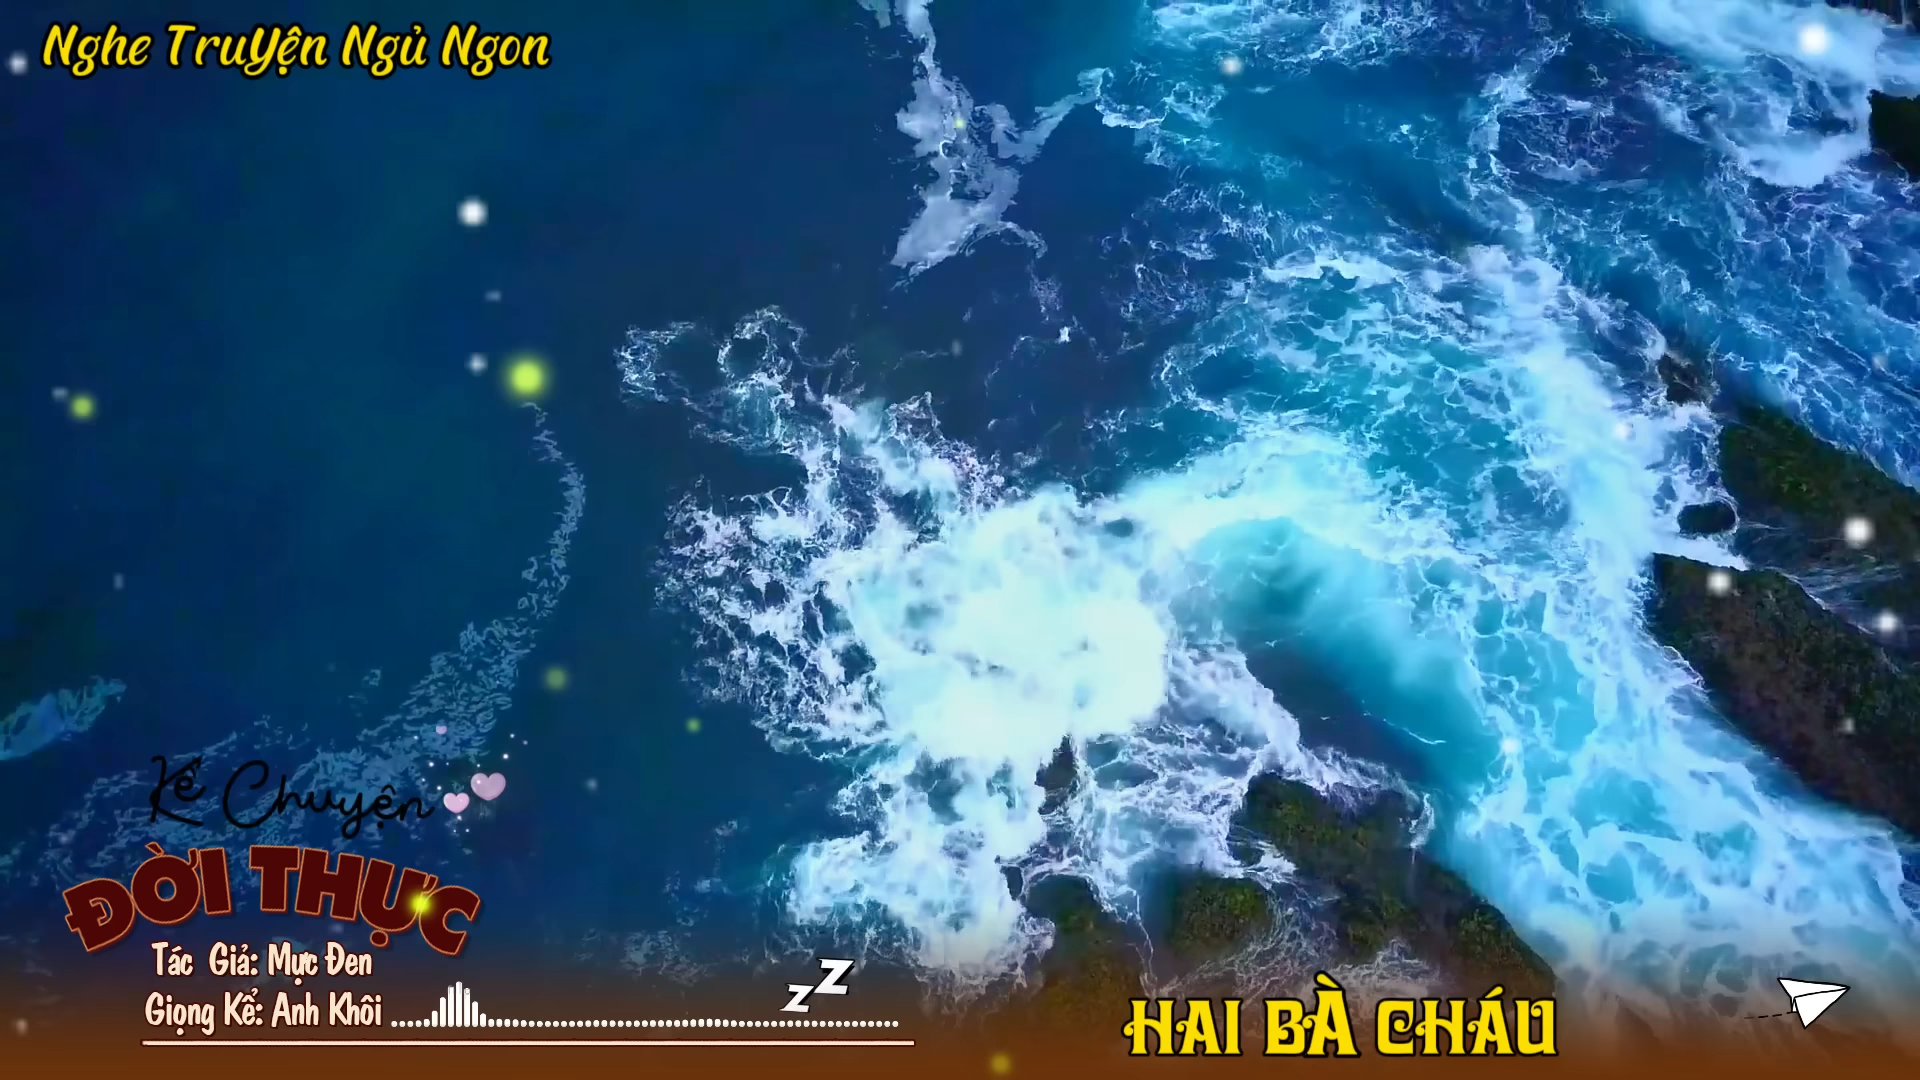 Nghe TruYện Ngủ Ngon
Kể Chuyện
ĐỜI THỰC
Tác Giả: Mực Đen
Giọng Kể: Anh Khôi
zZ
HAI BÀ CHÁU